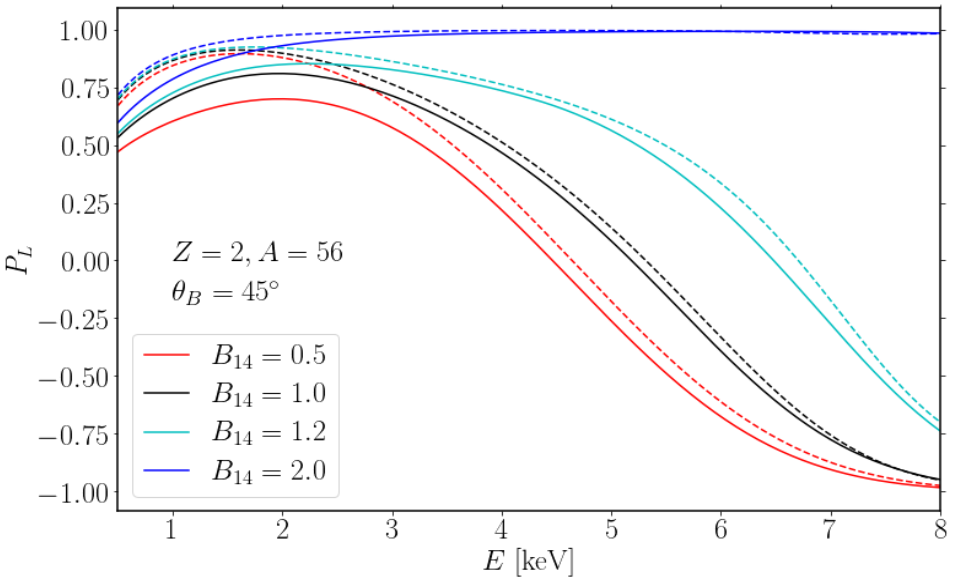 1.00
0.75
0.50
0.25
0.00
−0.25
−0.50
−0.75
−1.00
P_L
Z = 2, A = 56
θ_B = 45°
B_14 = 0.5
B_14 = 1.0
B_14 = 1.2
B_14 = 2.0
1 2 3 4 5 6 7 8
E [keV]